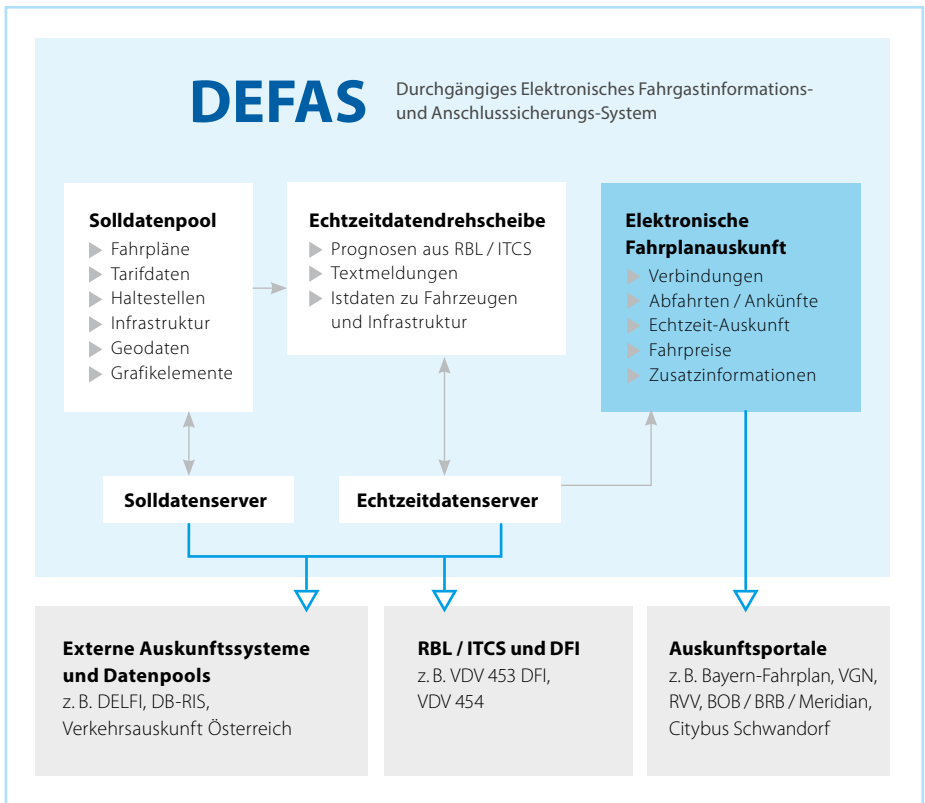 DEFAS
Durchgängiges Elektronisches Fahrgastinformations-
und Anschlusssicherungs-System
Solldatenpool
Fahrpläne
Tarifdaten
Haltestellen
Infrastruktur
Geodaten
Grafikelemente
Echtzeitdatendrehscheibe
Prognosen aus RBL / ITCS
Textmeldungen
Istdaten zu Fahrzeugen
und Infrastruktur
Elektronische
Fahrplanauskunft
Verbindungen
Abfahrten / Ankünfte
Echtzeit-Auskunft
Fahrpreise
Zusatzinformationen
Solldatenserver
Echtzeitdatenserver
Externe Auskunftssysteme
und Datenpools
z. B. DELFI, DB-RIS,
Verkehrsauskunft Österreich
RBL / ITCS und DFI
z. B. VDV 453 DFI,
VDV 454
Auskunftsportale
z. B. Bayern-Fahrplan, VGN,
RVV, BOB / BRB / Meridian,
Citybus Schwandorf